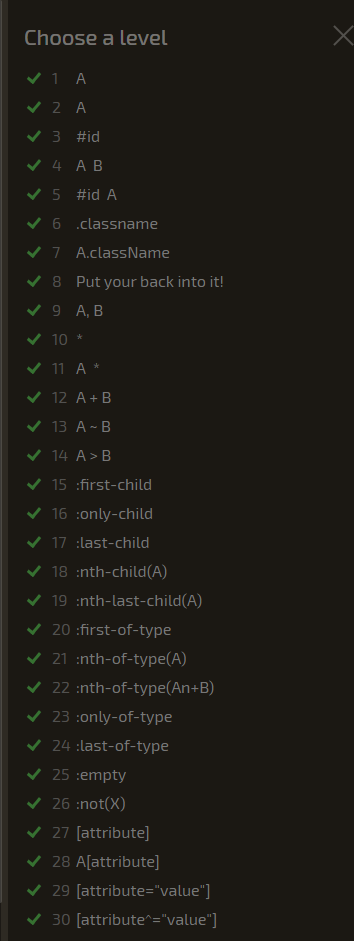 Choose a level
1 A
2 A
3 #id
4 A B
5 #id A
6 .classname
7 A.className
8 Put your back into it!
9 A, B
10 *
11 A *
12 A + B
13 A ~ B
14 A > B
15 :first-child
16 :only-child
17 :last-child
18 :nth-child(A)
19 :nth-last-child(A)
20 :first-of-type
21 :nth-of-type(A)
22 :nth-of-type(An+B)
23 :only-of-type
24 :last-of-type
25 :empty
26 :not(X)
27 [attribute]
28 A[attribute]
29 [attribute="value"]
30 [attribute^="value"]